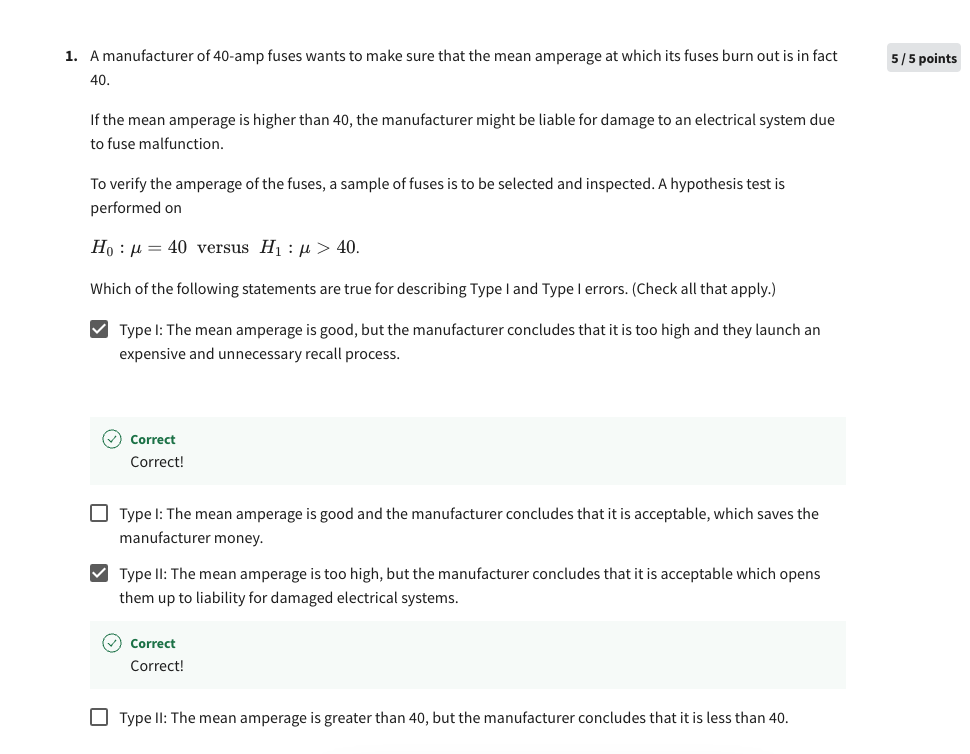 1. A manufacturer of 40-amp fuses wants to make sure that the mean amperage at which its fuses burn out is in fact
40.
5 / 5 points
If the mean amperage is higher than 40, the manufacturer might be liable for damage to an electrical system due
to fuse malfunction.
To verify the amperage of the fuses, a sample of fuses is to be selected and inspected. A hypothesis test is
performed on
H₀ : μ = 40 versus H₁ : μ > 40.
Which of the following statements are true for describing Type I and Type I errors. (Check all that apply.)
Type I: The mean amperage is good, but the manufacturer concludes that it is too high and they launch an
expensive and unnecessary recall process.
Correct
Correct!
Type I: The mean amperage is good and the manufacturer concludes that it is acceptable, which saves the
manufacturer money.
Type II: The mean amperage is too high, but the manufacturer concludes that it is acceptable which opens
them up to liability for damaged electrical systems.
Correct
Correct!
Type II: The mean amperage is greater than 40, but the manufacturer concludes that it is less than 40.